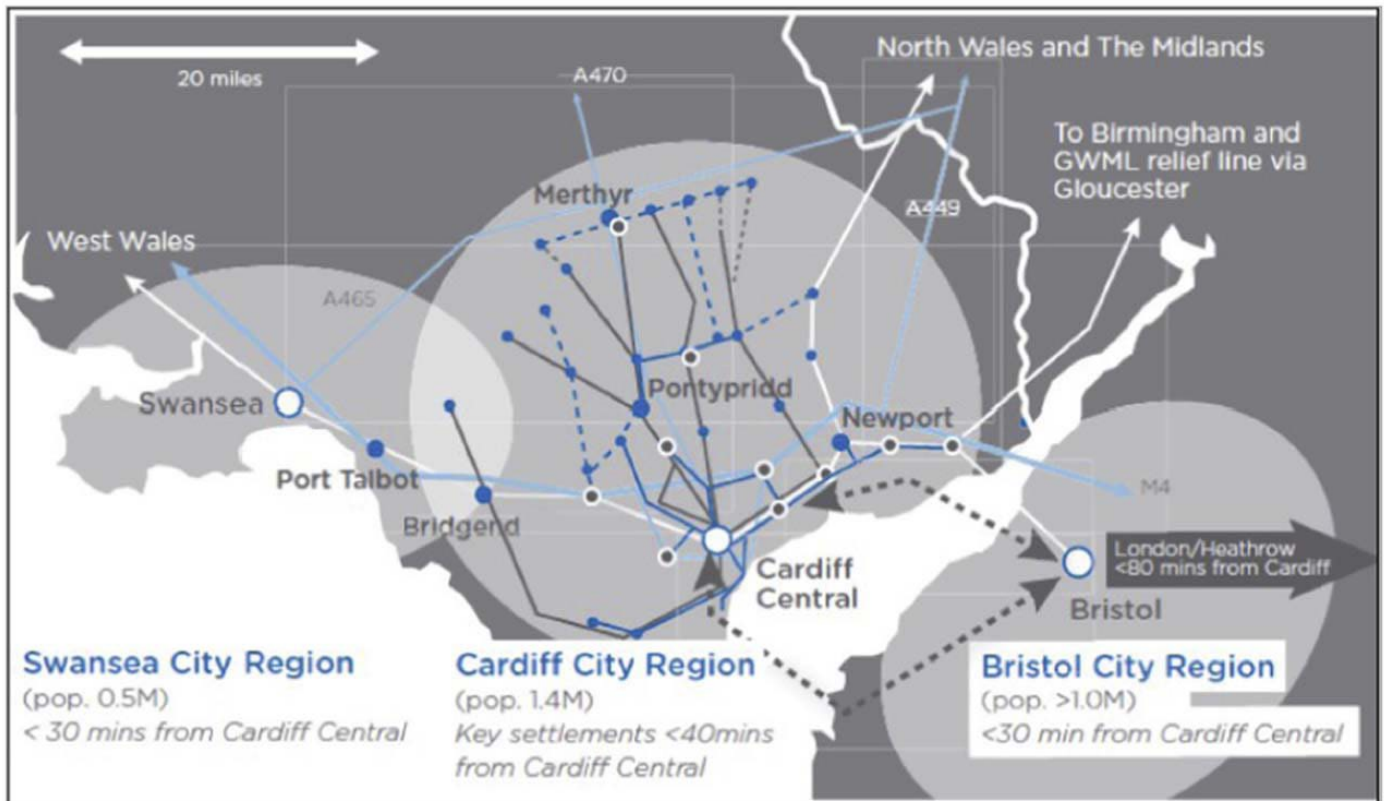 North Wales and The Midlands
20 miles
A470
To Birmingham and
GWML relief line via
Gloucester
Merthyr
A449
West Wales
A465
Pontypridd
Swansea
Newport
Port Talbot
M4
Bridgend
London/Heathrow
<80 mins from Cardiff
Cardiff
Central
Bristol
Swansea City Region
(pop. 0.5M)
< 30 mins from Cardiff Central
Cardiff City Region
(pop. 1.4M)
Key settlements <40mins
from Cardiff Central
Bristol City Region
(pop. >1.0M)
<30 min from Cardiff Central